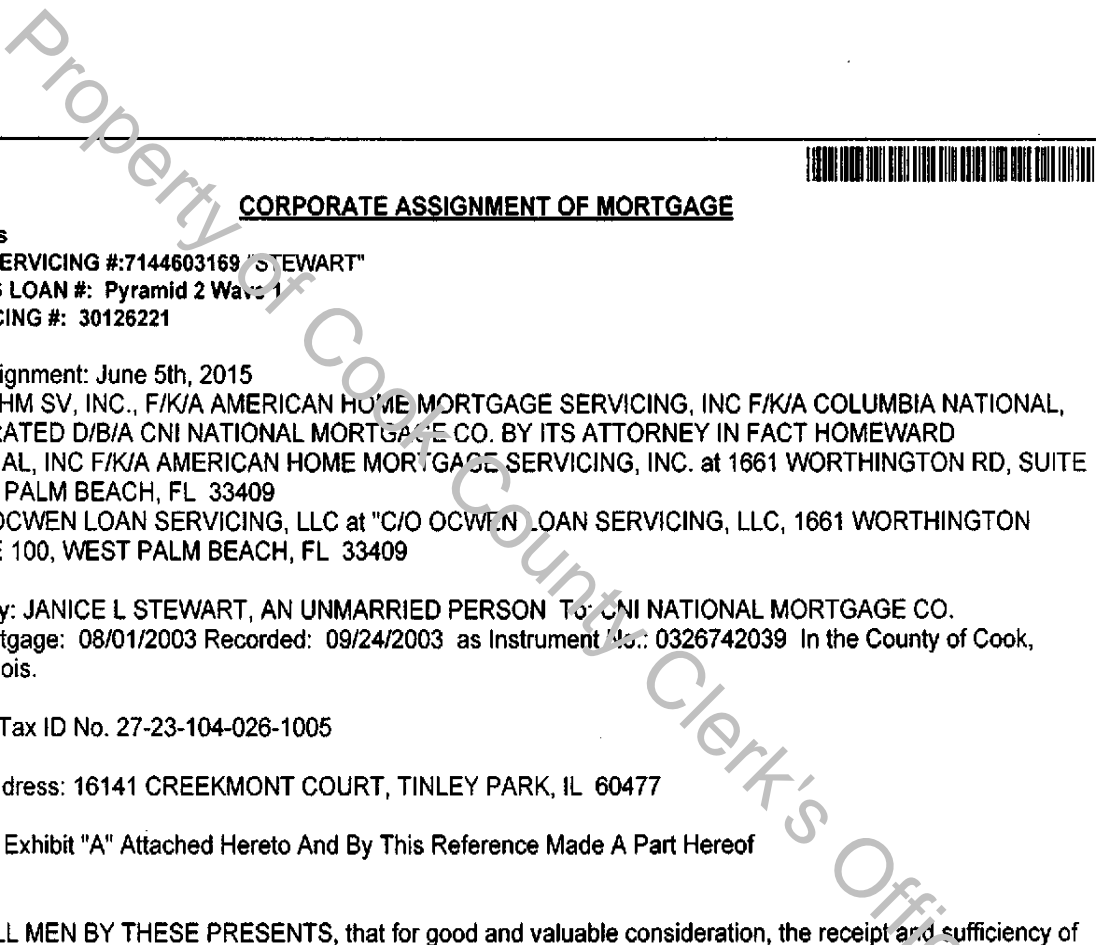 Property of Cook County Clerk's Offi
CORPORATE ASSIGNMENT OF MORTGAGE
s
ERVICING #:7144603169 "STEWART"
LOAN #: Pyramid 2 Wave 1
CING #: 30126221
ignment: June 5th, 2015
HM SV, INC., F/K/A AMERICAN HOME MORTGAGE SERVICING, INC F/K/A COLUMBIA NATIONAL,
ATED D/B/A CNI NATIONAL MORTGAGE CO. BY ITS ATTORNEY IN FACT HOMEWARD
AL, INC F/K/A AMERICAN HOME MORTGAGE SERVICING, INC. at 1661 WORTHINGTON RD, SUITE
PALM BEACH, FL 33409
OCWEN LOAN SERVICING, LLC at "C/O OCWEN LOAN SERVICING, LLC, 1661 WORTHINGTON
E 100, WEST PALM BEACH, FL 33409
y: JANICE L STEWART, AN UNMARRIED PERSON To: CNI NATIONAL MORTGAGE CO.
tgage: 08/01/2003 Recorded: 09/24/2003 as Instrument No.: 0326742039 In the County of Cook,
ois.
Tax ID No. 27-23-104-026-1005
dress: 16141 CREEKMONT COURT, TINLEY PARK, IL 60477
Exhibit "A" Attached Hereto And By This Reference Made A Part Hereof
LL MEN BY THESE PRESENTS, that for good and valuable consideration, the receipt and sufficiency of